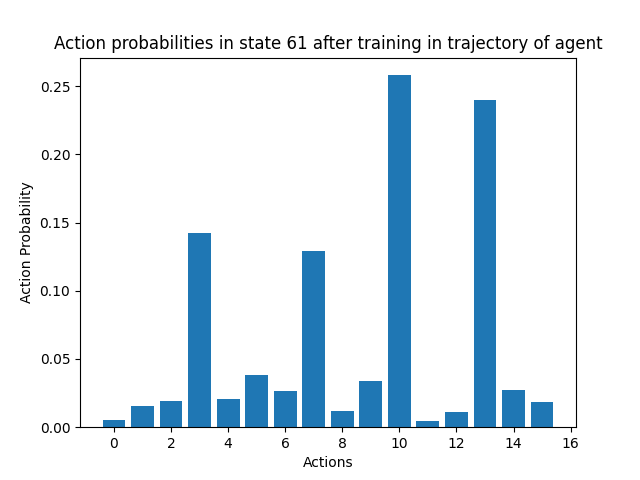 Action probabilities in state 61 after training in trajectory of agent
0.25
0.20
0.15
0.10
0.05
0.00
Action Probability
0 2 4 6 8 10 12 14 16
Actions